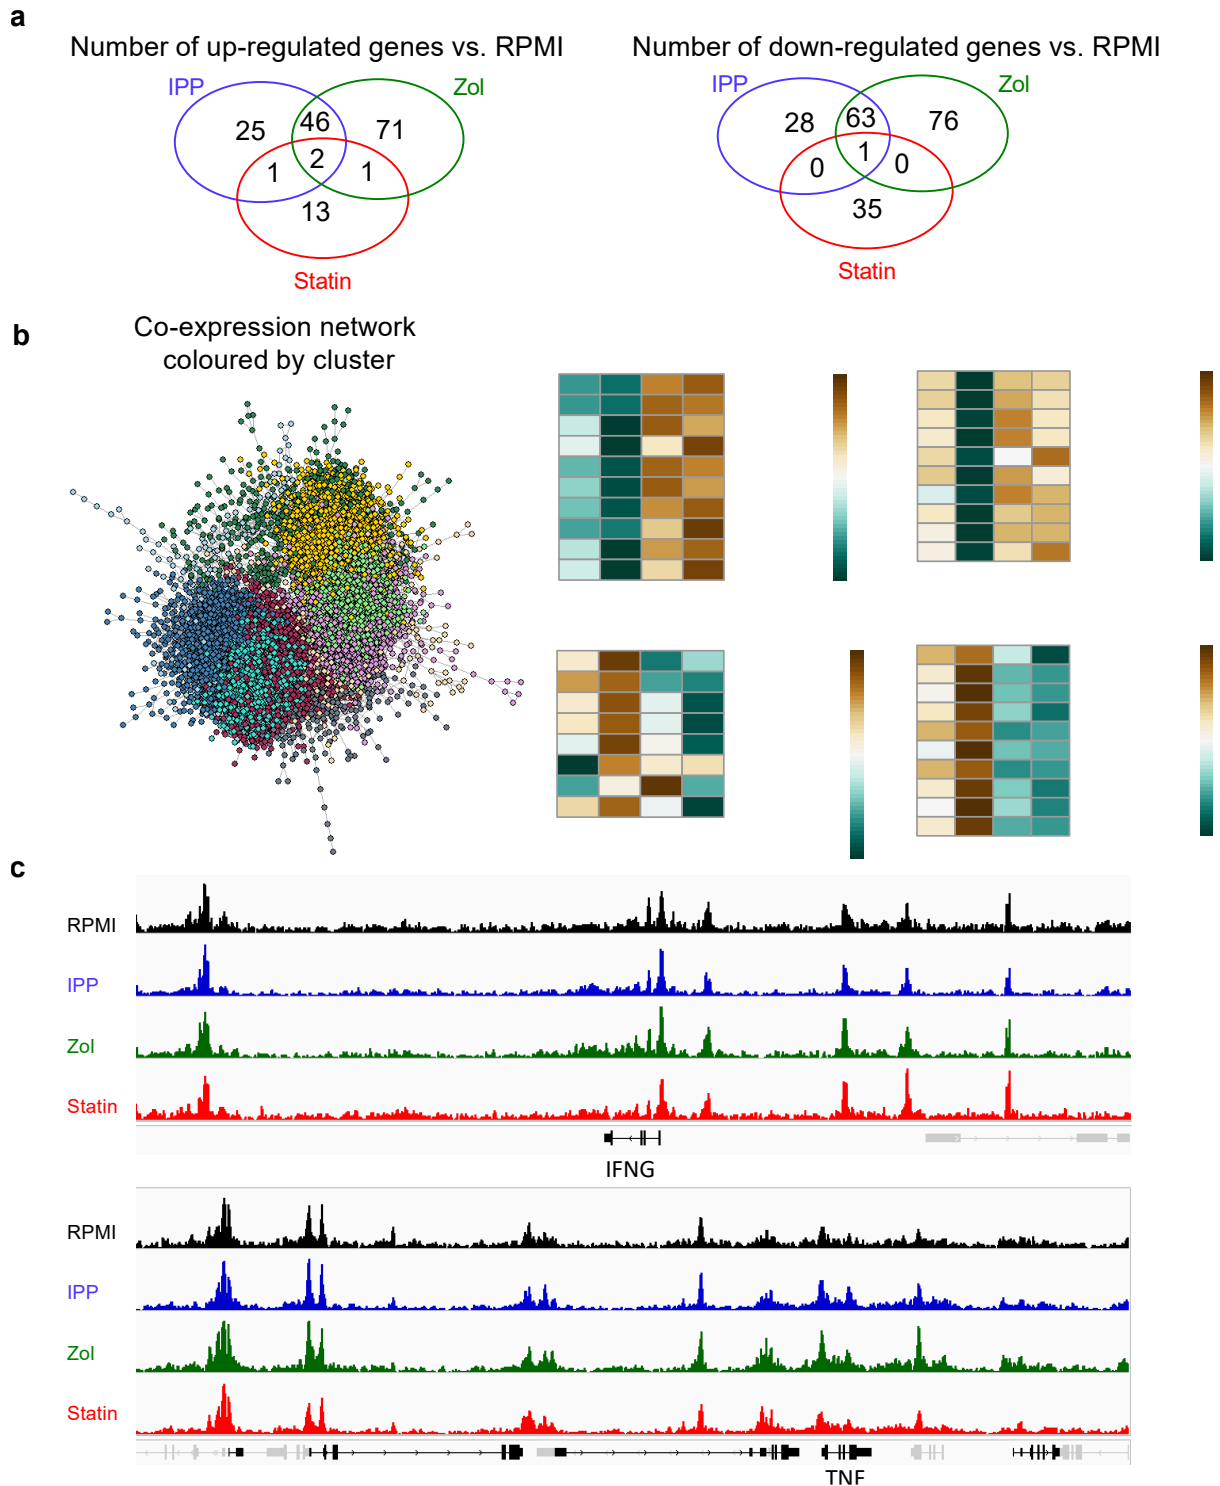 a
Number of up-regulated genes vs. RPMI
Number of down-regulated genes vs. RPMI
IPP
Zol
25
46
71
1
2
1
13
Statin
IPP
Zol
28
63
76
0
1
0
35
Statin
b
Co-expression network
coloured by cluster
c
RPMI
IPP
Zol
Statin
IFNG
RPMI
IPP
Zol
Statin
TNF